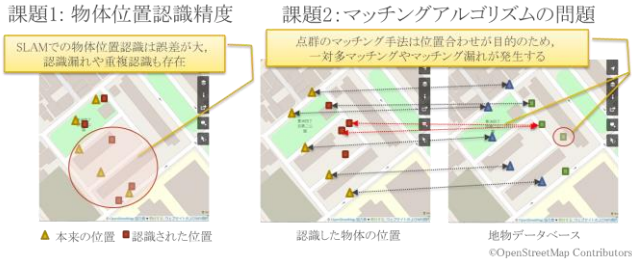 課題1: 物体位置認識精度
課題2:マッチングアルゴリズムの問題
SLAMでの物体位置認識は誤差が大,
認識漏れや重複認識も存在
点群のマッチング手法は位置合わせが目的のため,
一対多マッチングやマッチング漏れが発生する
本来の位置
認識された位置
認識した物体の位置
地物データベース
©OpenStreetMap Contributors